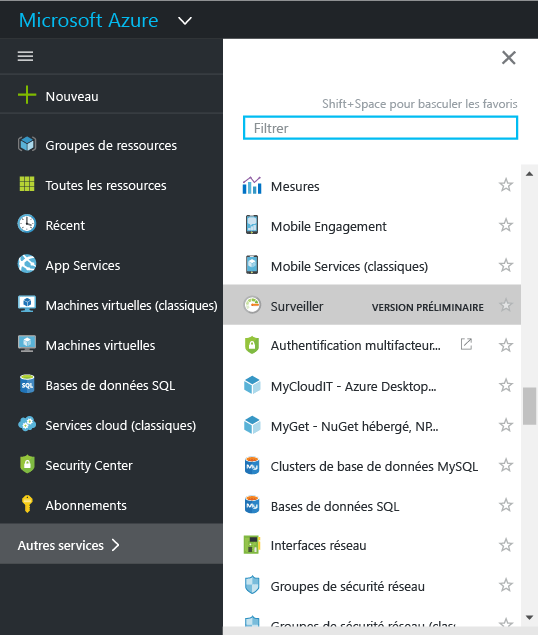 Microsoft Azure
Nouveau
Groupes de ressources
Toutes les ressources
Récent
App Services
Machines virtuelles (classiques)
Machines virtuelles
Bases de données SQL
Services cloud (classiques)
Security Center
Abonnements
Autres services
Shift+Space pour basculer les favoris
Filtrer
Mesures
Mobile Engagement
Mobile Services (classiques)
Surveiller VERSION PRÉLIMINAIRE
Authentification multifacteur...
MyCloudIT - Azure Desktop...
MyGet - NuGet hébergé, NP...
Clusters de base de données MySQL
Bases de données SQL
Interfaces réseau
Groupes de sécurité réseau
Groupes de sécurité réseau (class